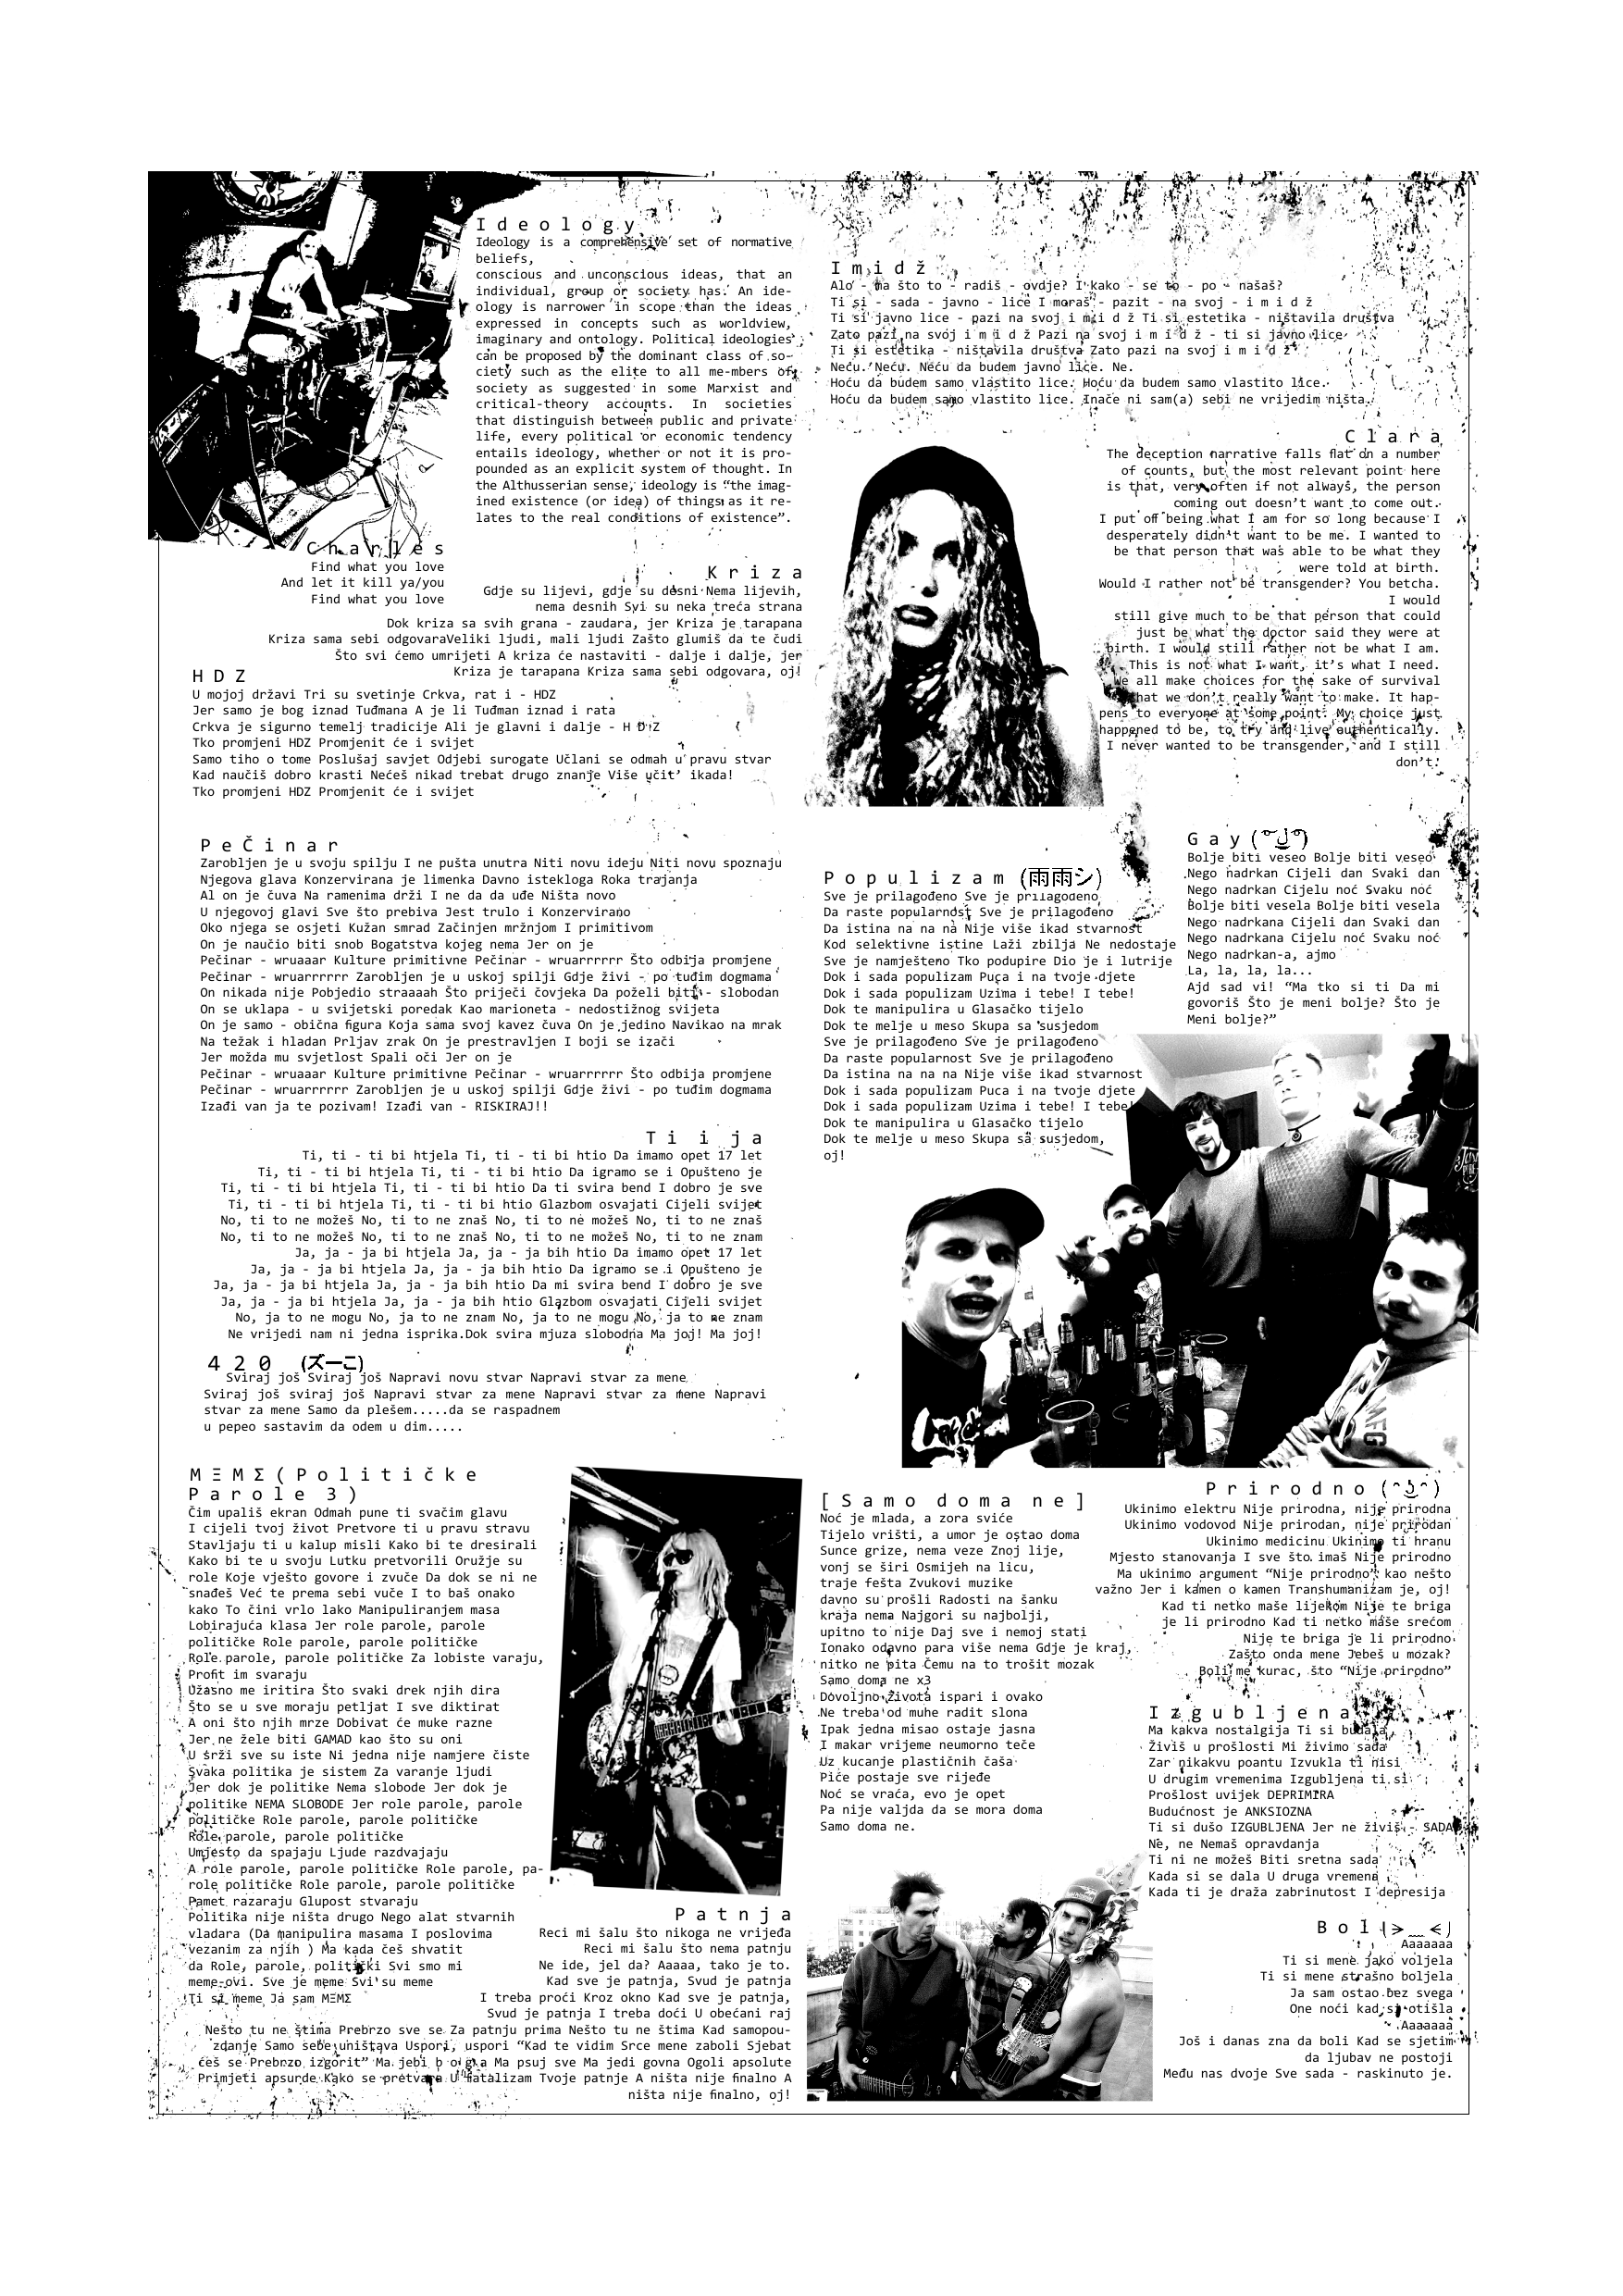 Ideology
Ideology is a comprehensive set of normative
beliefs,
conscious and unconscious ideas, that an
individual, group or society has. An ide-
ology is narrower in scope than the ideas
expressed in concepts such as worldview,
imaginary and ontology. Political ideologies
can be proposed by the dominant class of so-
ciety such as the elite to all me-mbers of
society as suggested in some Marxist and
critical-theory accounts. In societies
that distinguish between public and private
life, every political or economic tendency
entails ideology, whether or not it is pro-
pounded as an explicit system of thought. In
the Althusserian sense, ideology is “the imag-
ined existence (or idea) of things as it re-
lates to the real conditions of existence”.
Charles
Find what you love
And let it kill ya/you
Find what you love
Kriza
Gdje su lijevi, gdje su desni Nema lijevih,
nema desnih Svi su neka treća strana
Dok kriza sa svih grana - zaudara, jer Kriza je tarapana
Kriza sama sebi odgovaraVeliki ljudi, mali ljudi Zašto glumiš da te čudi
Što svi ćemo umrijeti A kriza će nastaviti - dalje i dalje, jer
Kriza je tarapana Kriza sama sebi odgovara, oj!
HDZ
U mojoj državi Tri su svetinje Crkva, rat i - HDZ
Jer samo je bog iznad Tuđmana A je li Tuđman iznad i rata
Crkva je sigurno temelj tradicije Ali je glavni i dalje - H D Z
Tko promjeni HDZ Promjenit će i svijet
Samo tiho o tome Poslušaj savjet Odjebi surogate Učlani se odmah u pravu stvar
Kad naučiš dobro krasti Nećeš nikad trebat drugo znanje Više učit’ ikada!
Tko promjeni HDZ Promjenit će i svijet
PeČinar
Zarobljen je u svoju spilju I ne pušta unutra Niti novu ideju Niti novu spoznaju
Njegova glava Konzervirana je limenka Davno istekloga Roka trajanja
Al on je čuva Na ramenima drži I ne da da uđe Ništa novo
U njegovoj glavi Sve što prebiva Jest trulo i Konzervirano
Oko njega se osjeti Kužan smrad Začinjen mržnjom I primitivom
On je naučio biti snob Bogatstva kojeg nema Jer on je
Pečinar - wruaaar Kulture primitivne Pečinar - wruarrrrr Što odbija promjene
Pečinar - wruarrrrrr Zarobljen je u uskoj spilji Gdje živi - po tuđim dogmama
On nikada nije Pobjedio straaaah Što priječi čovjeka Da poželi biti - slobodan
On se uklapa - u svijetski poredak Kao marioneta - nedostižnog svijeta
On je samo - obična figura Koja sama svoj kavez čuva On je jedino Navikao na mrak
Na težak i hladan Prljav zrak On je prestravljen I boji se izači
Jer možda mu svjetlost Spali oči Jer on je
Pečinar - wruaaar Kulture primitivne Pečinar - wruarrrrr Što odbija promjene
Pečinar - wruarrrrrr Zarobljen je u uskoj spilji Gdje živi - po tuđim dogmama
Izađi van ja te pozivam! Izađi van - RISKIRAJ!!
Ti i ja
Ti, ti - ti bi htjela Ti, ti - ti bi htio Da imamo opet 17 let
Ti, ti - ti bi htjela Ti, ti - ti bi htio Da igramo se i Opušteno je
Ti, ti - ti bi htjela Ti, ti - ti bi htio Da ti svira bend I dobro je sve
Ti, ti - ti bi htjela Ti, ti - ti bi htio Glazbom osvajati Cijeli svijet
No, ti to ne možeš No, ti to ne znaš No, ti to ne možeš No, ti to ne znaš
No, ti to ne možeš No, ti to ne znaš No, ti to ne možeš No, ti to ne znam
Ja, ja - ja bi htjela Ja, ja - ja bih htio Da imamo opet 17 let
Ja, ja - ja bi htjela Ja, ja - ja bih htio Da igramo se i Opušteno je
Ja, ja - ja bi htjela Ja, ja - ja bih htio Da mi svira bend I dobro je sve
Ja, ja - ja bi htjela Ja, ja - ja bih htio Glazbom osvajati Cijeli svijet
No, ja to ne mogu No, ja to ne znam No, ja to ne mogu No, ja to ne znam
Ne vrijedi nam ni jedna isprika.Dok svira mjuza slobodna Ma joj! Ma joj!
420 (ズーこ)
Sviraj još Sviraj još Napravi novu stvar Napravi stvar za mene
Sviraj još sviraj još Napravi stvar za mene Napravi stvar za mene Napravi
stvar za mene Samo da plešem.....da se raspadnem
u pepeo sastavim da odem u dim.....
MΞMΣ(Političke
Parole 3)
Čim upališ ekran Odmah pune ti svačim glavu
I cijeli tvoj život Pretvore ti u pravu stravu
Stavljaju ti u kalup misli Kako bi te dresirali
Kako bi te u svoju Lutku pretvorili Oružje su
role Koje vješto govore i zvuče Da dok se ni ne
snađeš Već te prema sebi vuče I to baš onako
kako To čini vrlo lako Manipuliranjem masa
Lobirajuća klasa Jer role parole, parole
političke Role parole, parole političke
Role parole, parole političke Za lobiste varaju,
Profit im svaraju
Užasno me iritira Što svaki drek njih dira
Što se u sve moraju petljat I sve diktirat
A oni što njih mrze Dobivat će muke razne
Jer ne žele biti GAMAD kao što su oni
U srži sve su iste Ni jedna nije namjere čiste
Svaka politika je sistem Za varanje ljudi
Jer dok je politike Nema slobode Jer dok je
politike NEMA SLOBODE Jer role parole, parole
političke Role parole, parole političke
Role parole, parole političke
Umjesto da spajaju Ljude razdvajaju
A role parole, parole političke Role parole, pa-
role političke Role parole, parole političke
Pamet razaraju Glupost stvaraju
Politika nije ništa drugo Nego alat stvarnih
vladara (Da manipulira masama I poslovima
vezanim za njih ) Ma kada češ shvatit
da Role, parole, politički Svi smo mi
meme-ovi. Sve je meme Svi su meme
Ti si meme Ja sam MΞMΣ
Patnja
Reci mi šalu što nikoga ne vrijeđa
Reci mi šalu što nema patnju
Ne ide, jel da? Aaaaa, tako je to.
Kad sve je patnja, Svud je patnja
I treba proći Kroz okno Kad sve je patnja,
Svud je patnja I treba doći U obećani raj
Nešto tu ne štima Prebrzo sve se Za patnju prima Nešto tu ne štima Kad samopou-
zdanje Samo sebe uništava Uspori, uspori “Kad te vidim Srce mene zaboli Sjebat
ćeš se Prebrzo izgorit” Ma jebi Ma psuj sve Ma jedi govna Ogoli apsolute
Primjeti apsurde Kako se pretvara U fatalizam Tvoje patnje A ništa nije finalno A
ništa nije finalno, oj!
Imidž
Alo - na što to - radiš - ovdje? I kako - se to - po - našaš?
Ti si - sada - javno - lice I moraš - pazit - na svoj - i m i d ž
Ti si javno lice - pazi na svoj i m i d ž Ti si estetika - ništavila društva
Zato pazi na svoj i m i d ž Pazi na svoj i m i d ž - ti si javno lice
Ti si estetika - ništavila društva Zato pazi na svoj i m i d ž
Neću. Neću. Neću da budem javno lice. Ne.
Hoću da budem samo vlastito lice. Hoću da budem samo vlastito lice.
Hoću da budem samo vlastito lice. Inače ni sam(a) sebi ne vrijedim ništa.
Clara
The deception narrative falls flat on a number
of counts, but the most relevant point here
is that, very often if not always, the person
coming out doesn’t want to come out.
I put off being what I am for so long because I
desperately didn’t want to be me. I wanted to
be that person that was able to be what they
were told at birth.
Would I rather not be transgender? You betcha.
I would
still give much to be that person that could
just be what the doctor said they were at
birth. I would still rather not be what I am.
This is not what I want, it’s what I need.
We all make choices for the sake of survival
that we don’t really want to make. It hap-
pens to everyone at some point. My choice just
happened to be, to try and live authentically.
I never wanted to be transgender, and I still
don’t.
Gay( ͡° ͜ʖ ͡°)
Bolje biti veseo Bolje biti veseo
Nego nadrkan Cijeli dan Svaki dan
Nego nadrkan Cijelu noć Svaku noć
Bolje biti vesela Bolje biti vesela
Nego nadrkana Cijeli dan Svaki dan
Nego nadrkana Cijelu noć Svaku noć
Nego nadrkan-a, ajmo
La, la, la, la...
Ajd sad vi! “Ma tko si ti Da mi
govoriš Što je meni bolje? Što je
Meni bolje?”
Populizam (雨雨シ)
Sve je prilagođeno Sve je prilagođeno
Da raste popularnost Sve je prilagođeno
Da istina na na na Nije više ikad stvarnost
Kod selektivne istine Laži zbilja Ne nedostaje
Sve je namješteno Tko podupire Dio je i lutrije
Dok i sada populizam Puca i na tvoje djete
Dok i sada populizam Uzima i tebe! I tebe!
Dok te manipulira u Glasačko tijelo
Dok te melje u meso Skupa sa susjedom
Sve je prilagođeno Sve je prilagođeno
Da raste popularnost Sve je prilagođeno
Da istina na na na Nije više ikad stvarnost
Dok i sada populizam Puca i na tvoje djete
Dok i sada populizam Uzima i tebe! I tebe!
Dok te manipulira u Glasačko tijelo
Dok te melje u meso Skupa sa susjedom,
oj!
[Samo doma ne]
Noć je mlada, a zora sviće
Tijelo vrišti, a umor je ostao doma
Sunce grize, nema veze Znoj lije,
vonj se širi Osmijeh na licu,
traje fešta Zvukovi muzike
davno su prošli Radosti na šanku
kraja nema Najgori su najbolji,
upitno to nije Daj sve i nemoj stati
Ionako odavno para više nema Gdje je kraj,
nitko ne pita Čemu na to trošit mozak
Samo doma ne x3
Dovoljno Života ispari i ovako
Ne treba od muhe radit slona
Ipak jedna misao ostaje jasna
I makar vrijeme neumorno teče
Uz kucanje plastičnih čaša
Piće postaje sve rijeđe
Noć se vraća, evo je opet
Pa nije valjda da se mora doma
Samo doma ne.
Prirodno(ᵔ ͜ʖ ᵔ)
Ukinimo elektru Nije prirodna, nije prirodna
Ukinimo vodovod Nije prirodan, nije prirodan
Ukinimo medicinu Ukinimo ti hranu
Mjesto stanovanja I sve što imaš Nije prirodno
Ma ukinimo argument “Nije prirodno” kao nešto
važno Jer i kamen o kamen Transhumanizam je, oj!
Kad ti netko maše lijekom Nije te briga
je li prirodno Kad ti netko maše srećom
Nije te briga je li prirodno
Zašto onda mene Jebeš u mozak?
Boli me kurac, što “Nije prirodno”
Izgubljena
Ma kakva nostalgija Ti si budala
Živiš u prošlosti Mi živimo sada
Zar nikakvu poantu Izvukla ti nisi
U drugim vremenima Izgubljena ti si
Prošlost uvijek DEPRIMIRA
Budućnost je ANKSIOZNA
Ti si dušo IZGUBLJENA Jer ne živiš - SADA
Ne, ne Nemaš opravdanja
Ti ni ne možeš Biti sretna sada
Kada si se dala U druga vremena
Kada ti je draža zabrinutost I depresija
Bol(>﹏<)
Aaaaaaa
Ti si mene jako voljela
Ti si mene strašno boljela
Ja sam ostao bez svega
One noći kad si otišla
Aaaaaaa
Još i danas zna da boli Kad se sjetim
da ljubav ne postoji
Među nas dvoje Sve sada - raskinuto je.